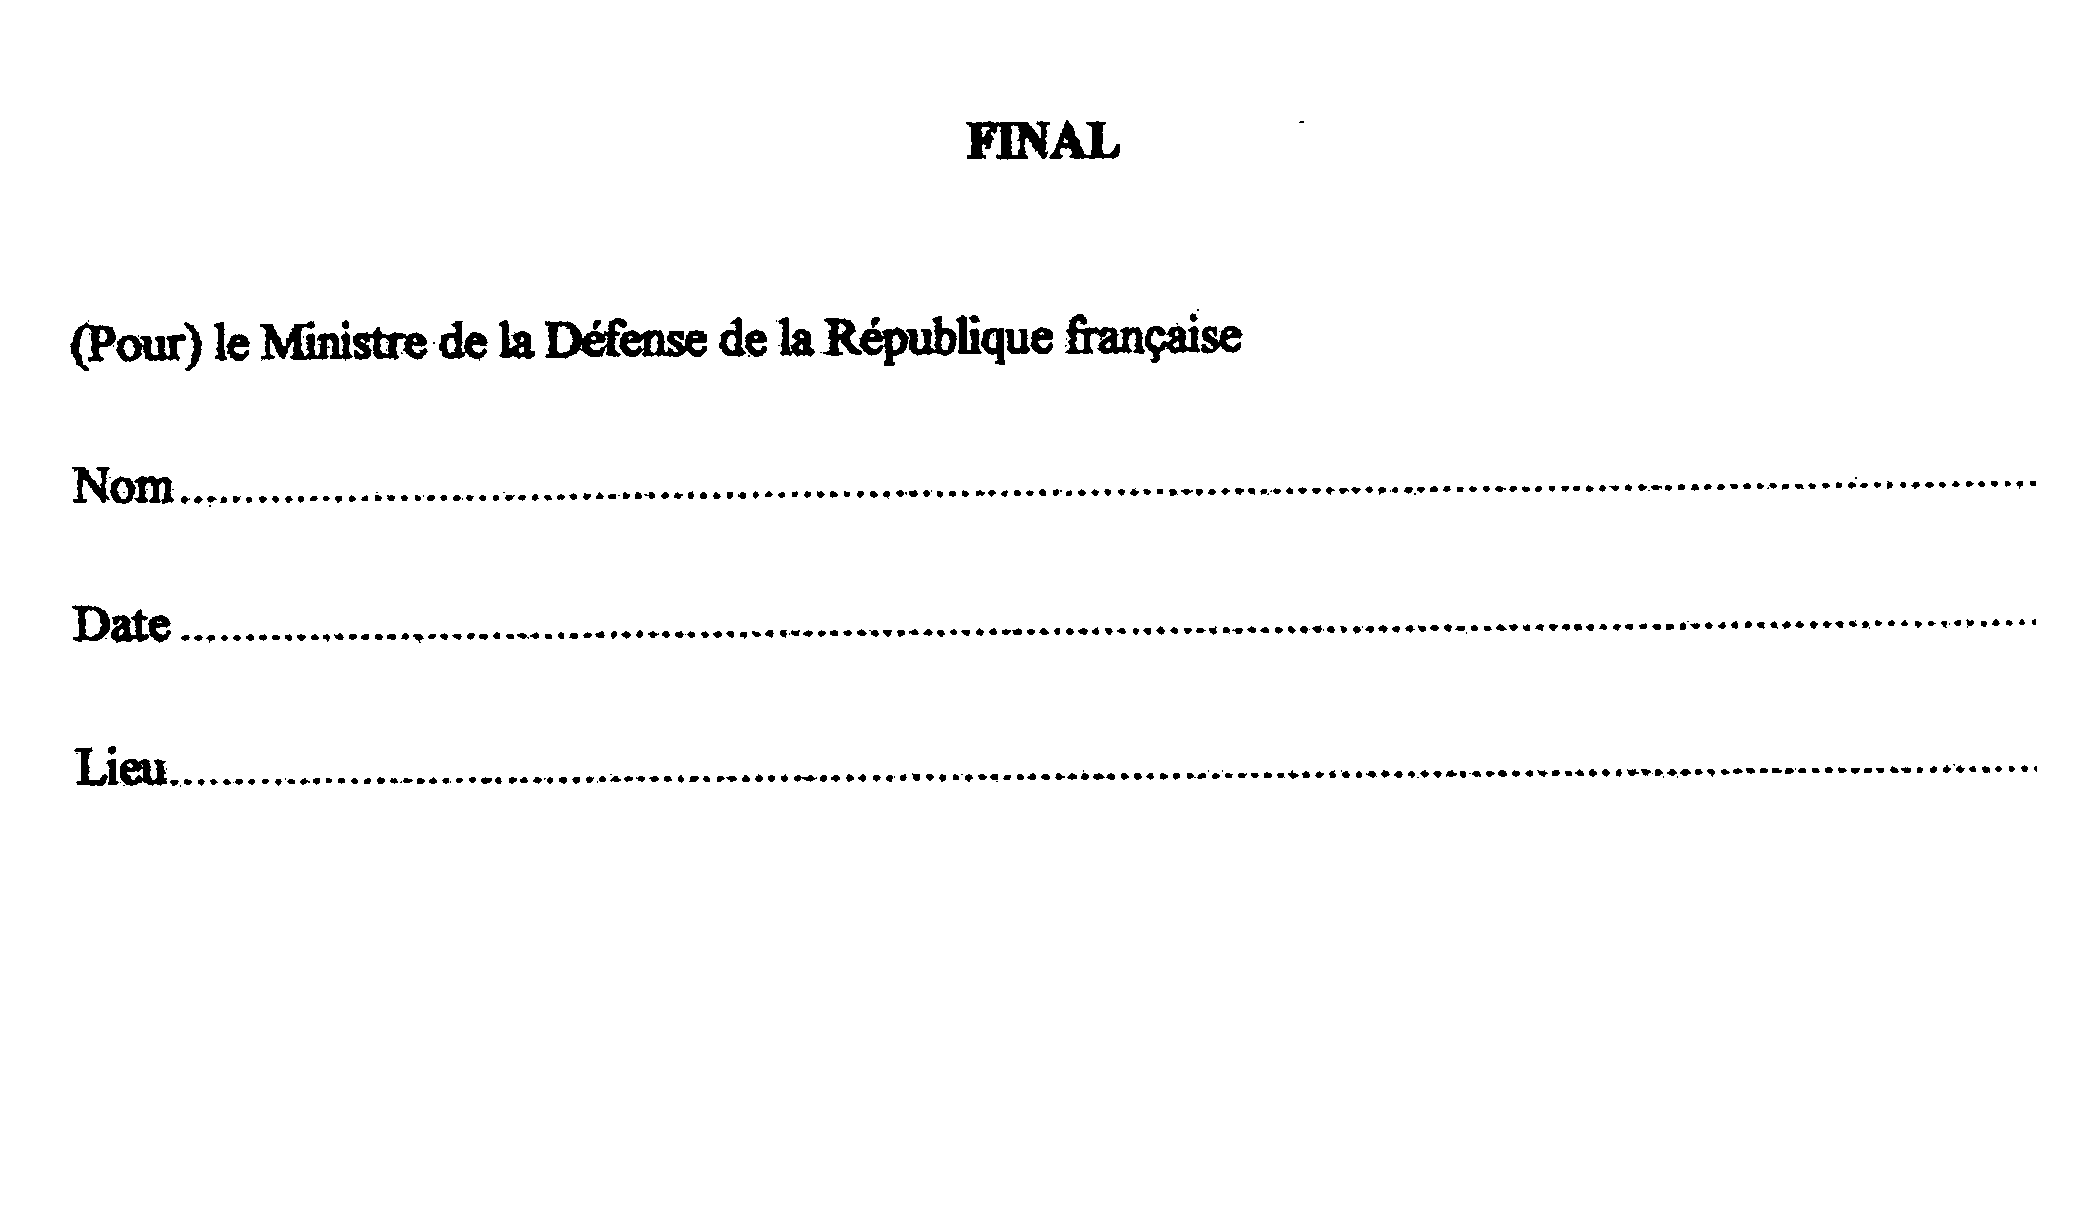 FINAL
(Pour) le Ministre de la Défense de la République française
Nom..........................................................................................................................................
Date..........................................................................................................................................
Lieu..........................................................................................................................................